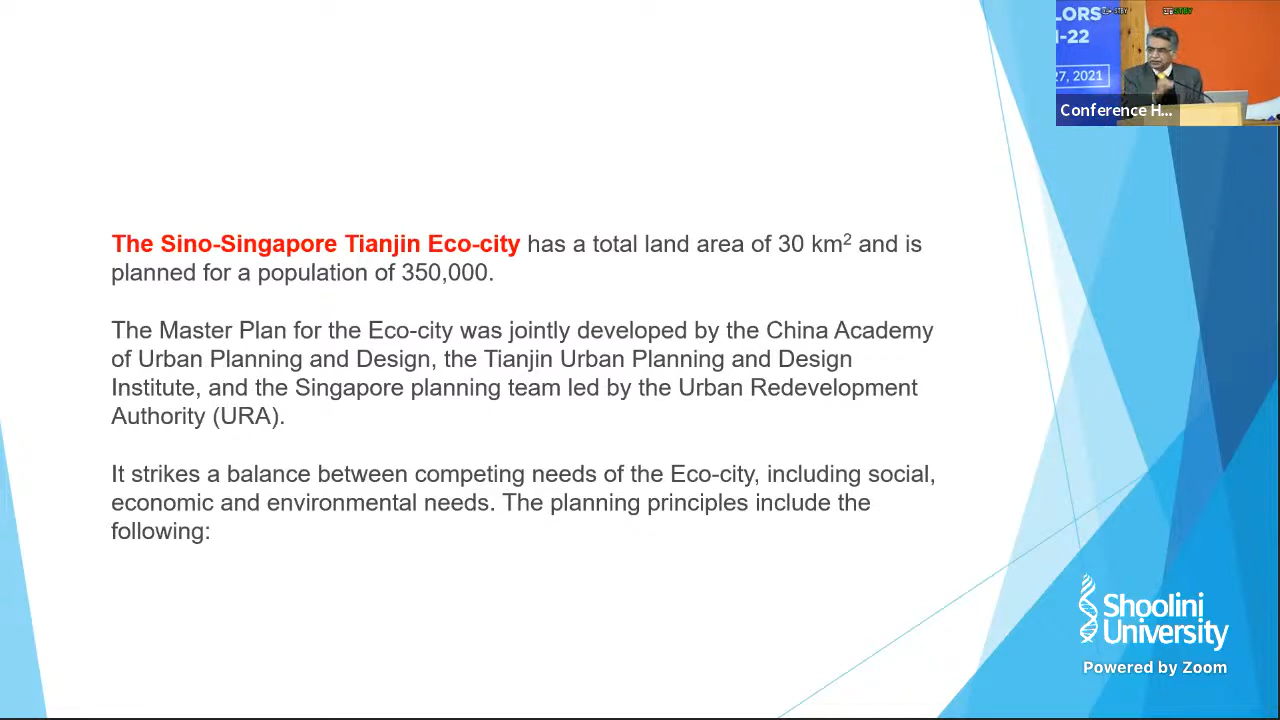 LORS
-22
27, 2021
Conference H...
The Sino-Singapore Tianjin Eco-city has a total land area of 30 km² and is
planned for a population of 350,000.
The Master Plan for the Eco-city was jointly developed by the China Academy
of Urban Planning and Design, the Tianjin Urban Planning and Design
Institute, and the Singapore planning team led by the Urban Redevelopment
Authority (URA).
It strikes a balance between competing needs of the Eco-city, including social,
economic and environmental needs. The planning principles include the
following:
Shoolini
University
Powered by Zoom